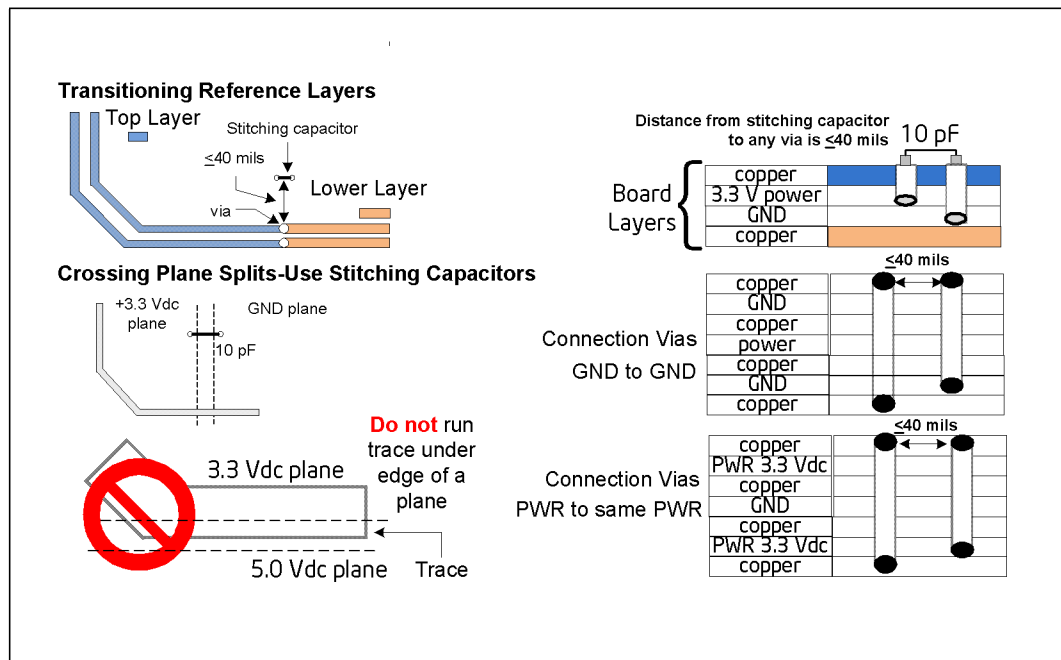 Transitioning Reference Layers
Top Layer
Stitching capacitor
≤40 mils
Lower Layer
via
Crossing Plane Splits-Use Stitching Capacitors
+3.3 Vdc
plane
GND plane
10 pF
Do not run
trace under
edge of a
plane
3.3 Vdc plane
5.0 Vdc plane
Trace
Distance from stitching capacitor
to any via is ≤40 mils
10 pF
Board
Layers
copper
3.3 V power
GND
copper
≤40 mils
Connection Vias
GND to GND
copper
GND
copper
power
copper
GND
copper
≤40 mils
Connection Vias
PWR to same PWR
copper
PWR 3.3 Vdc
copper
GND
copper
PWR 3.3 Vdc
copper